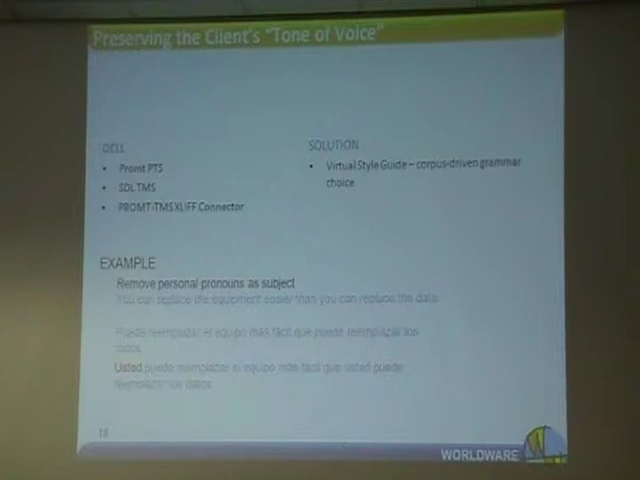 Preserving the Client's "Tone of Voice"
DELL
• Promt PTS
• SDL TMS
• PROMT-TMS XLIFF Connector
SOLUTION
• Virtual Style Guide – corpus-driven grammar
choice
EXAMPLE
Remove personal pronouns as subject
You can replace the equipment easier than you can replace the data.
Puede reemplazar el equipo más fácil que puede reemplazar los
datos.
Usted puede reemplazar el equipo más fácil que usted puede
reemplazar los datos.
WORLDWARE